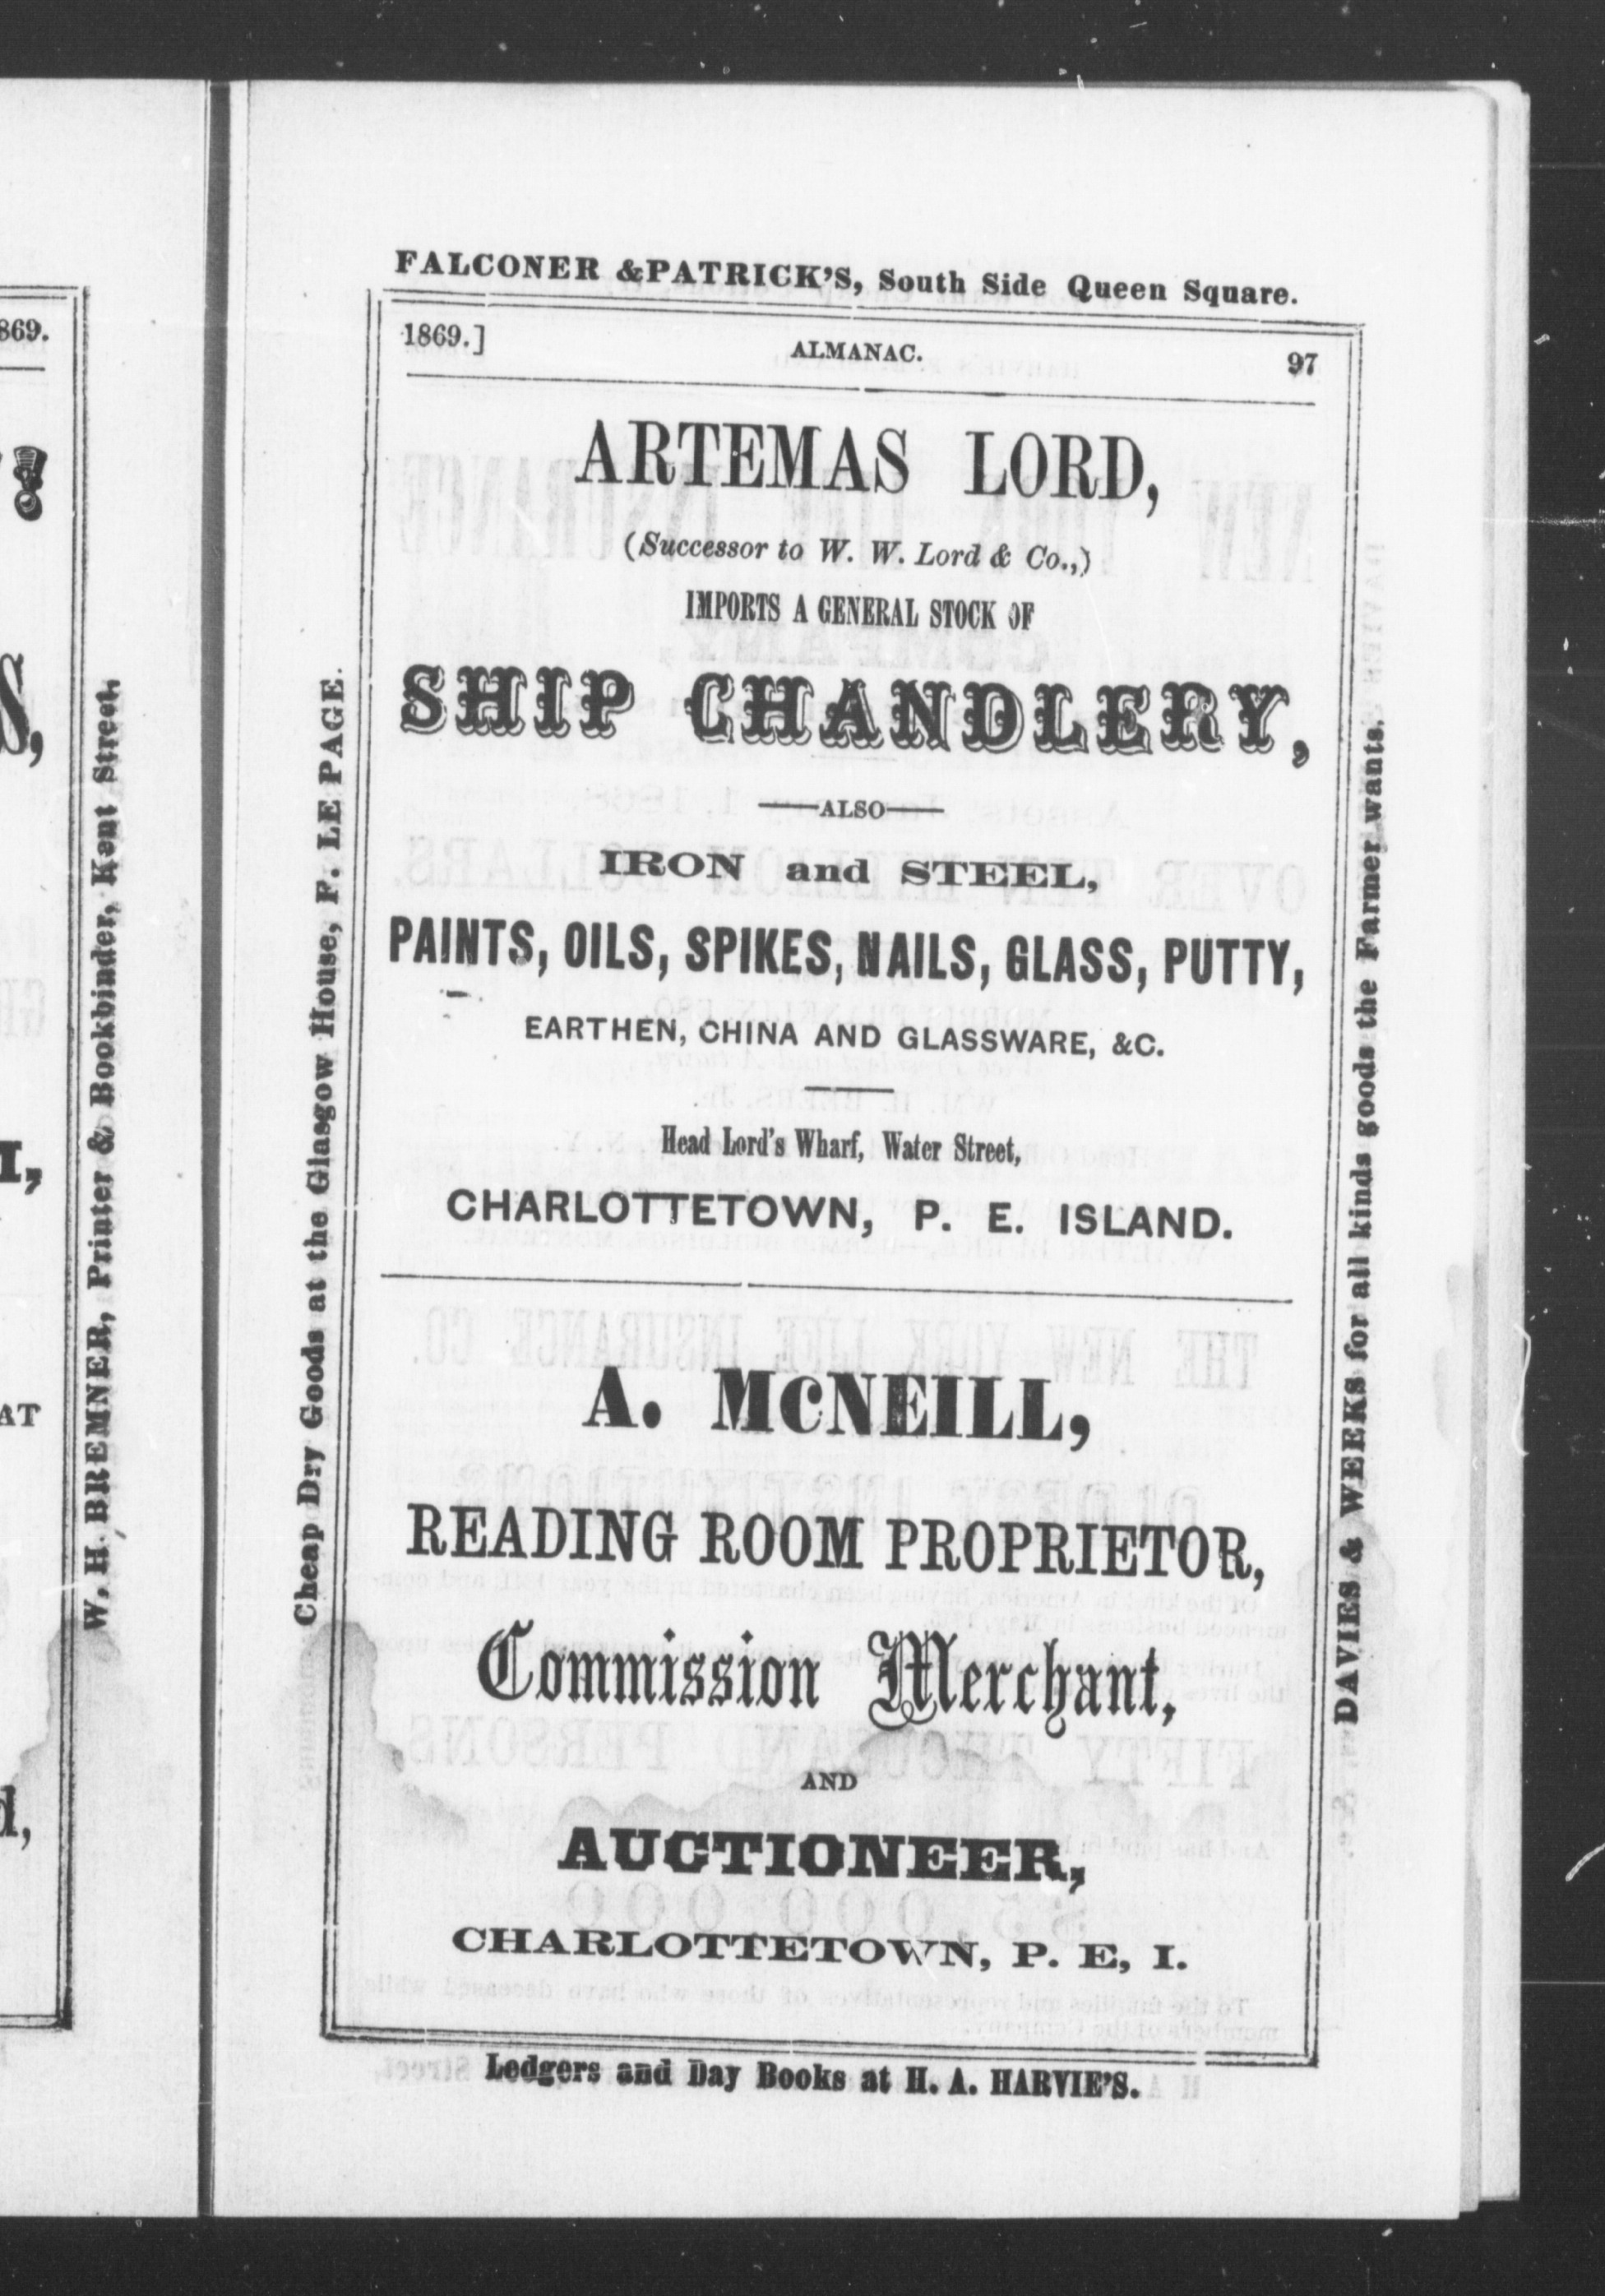 869.
W. H. BREMNER, Printer & Bookbinder, Kent Street.
AT
FALCONER &PATRICK'S, South Side Queen Square.
1869.] ALMANAC. 97
ARTEMAS LORD,
(Successor to W. W. Lord & Co.,)
IMPORTS A GENERAL STOCK OF
SHIP CHANDLERY,
—ALSO—
IRON and STEEL,
PAINTS, OILS, SPIKES, NAILS, GLASS, PUTTY,
EARTHEN, CHINA AND GLASSWARE, &C.
Head Lord's Wharf, Water Street,
CHARLOTTETOWN, P. E. ISLAND.
A. McNEILL,
READING ROOM PROPRIETOR,
Commission Merchant,
AND
AUCTIONEER,
CHARLOTTETOWN, P. E, I.
Ledgers and Day Books at H. A. HARVIE'S.
Cheap Dry Goods at the Glasgow House, F. LE PAGE.
DAVIES & WEEKS for all kinds goods the Farmer wants.